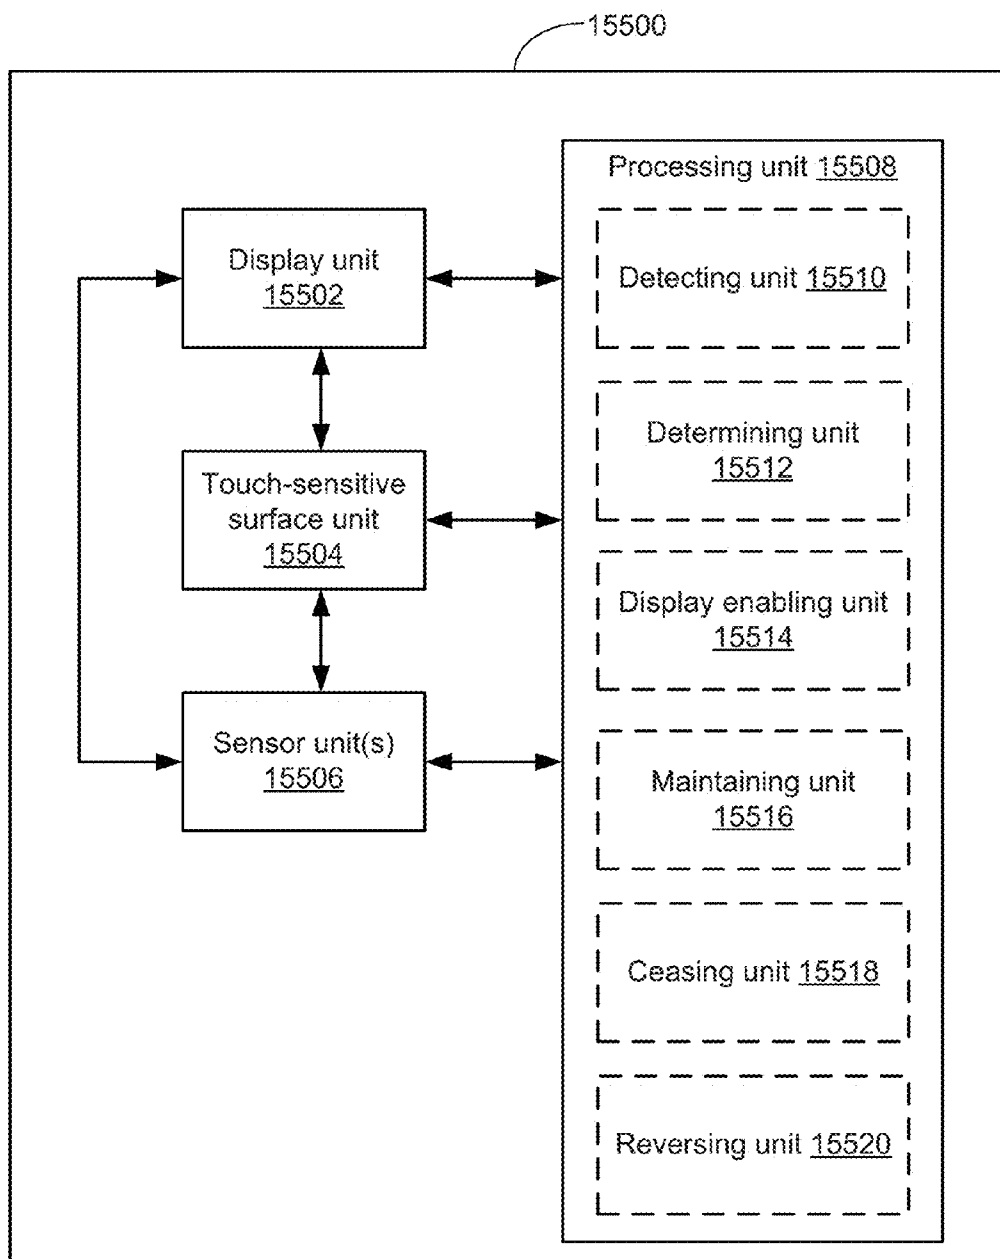 15500
Display unit
15502
Touch-sensitive
surface unit
15504
Sensor unit(s)
15506
Processing unit 15508
Detecting unit 15510
Determining unit
15512
Display enabling unit
15514
Maintaining unit
15516
Ceasing unit 15518
Reversing unit 15520